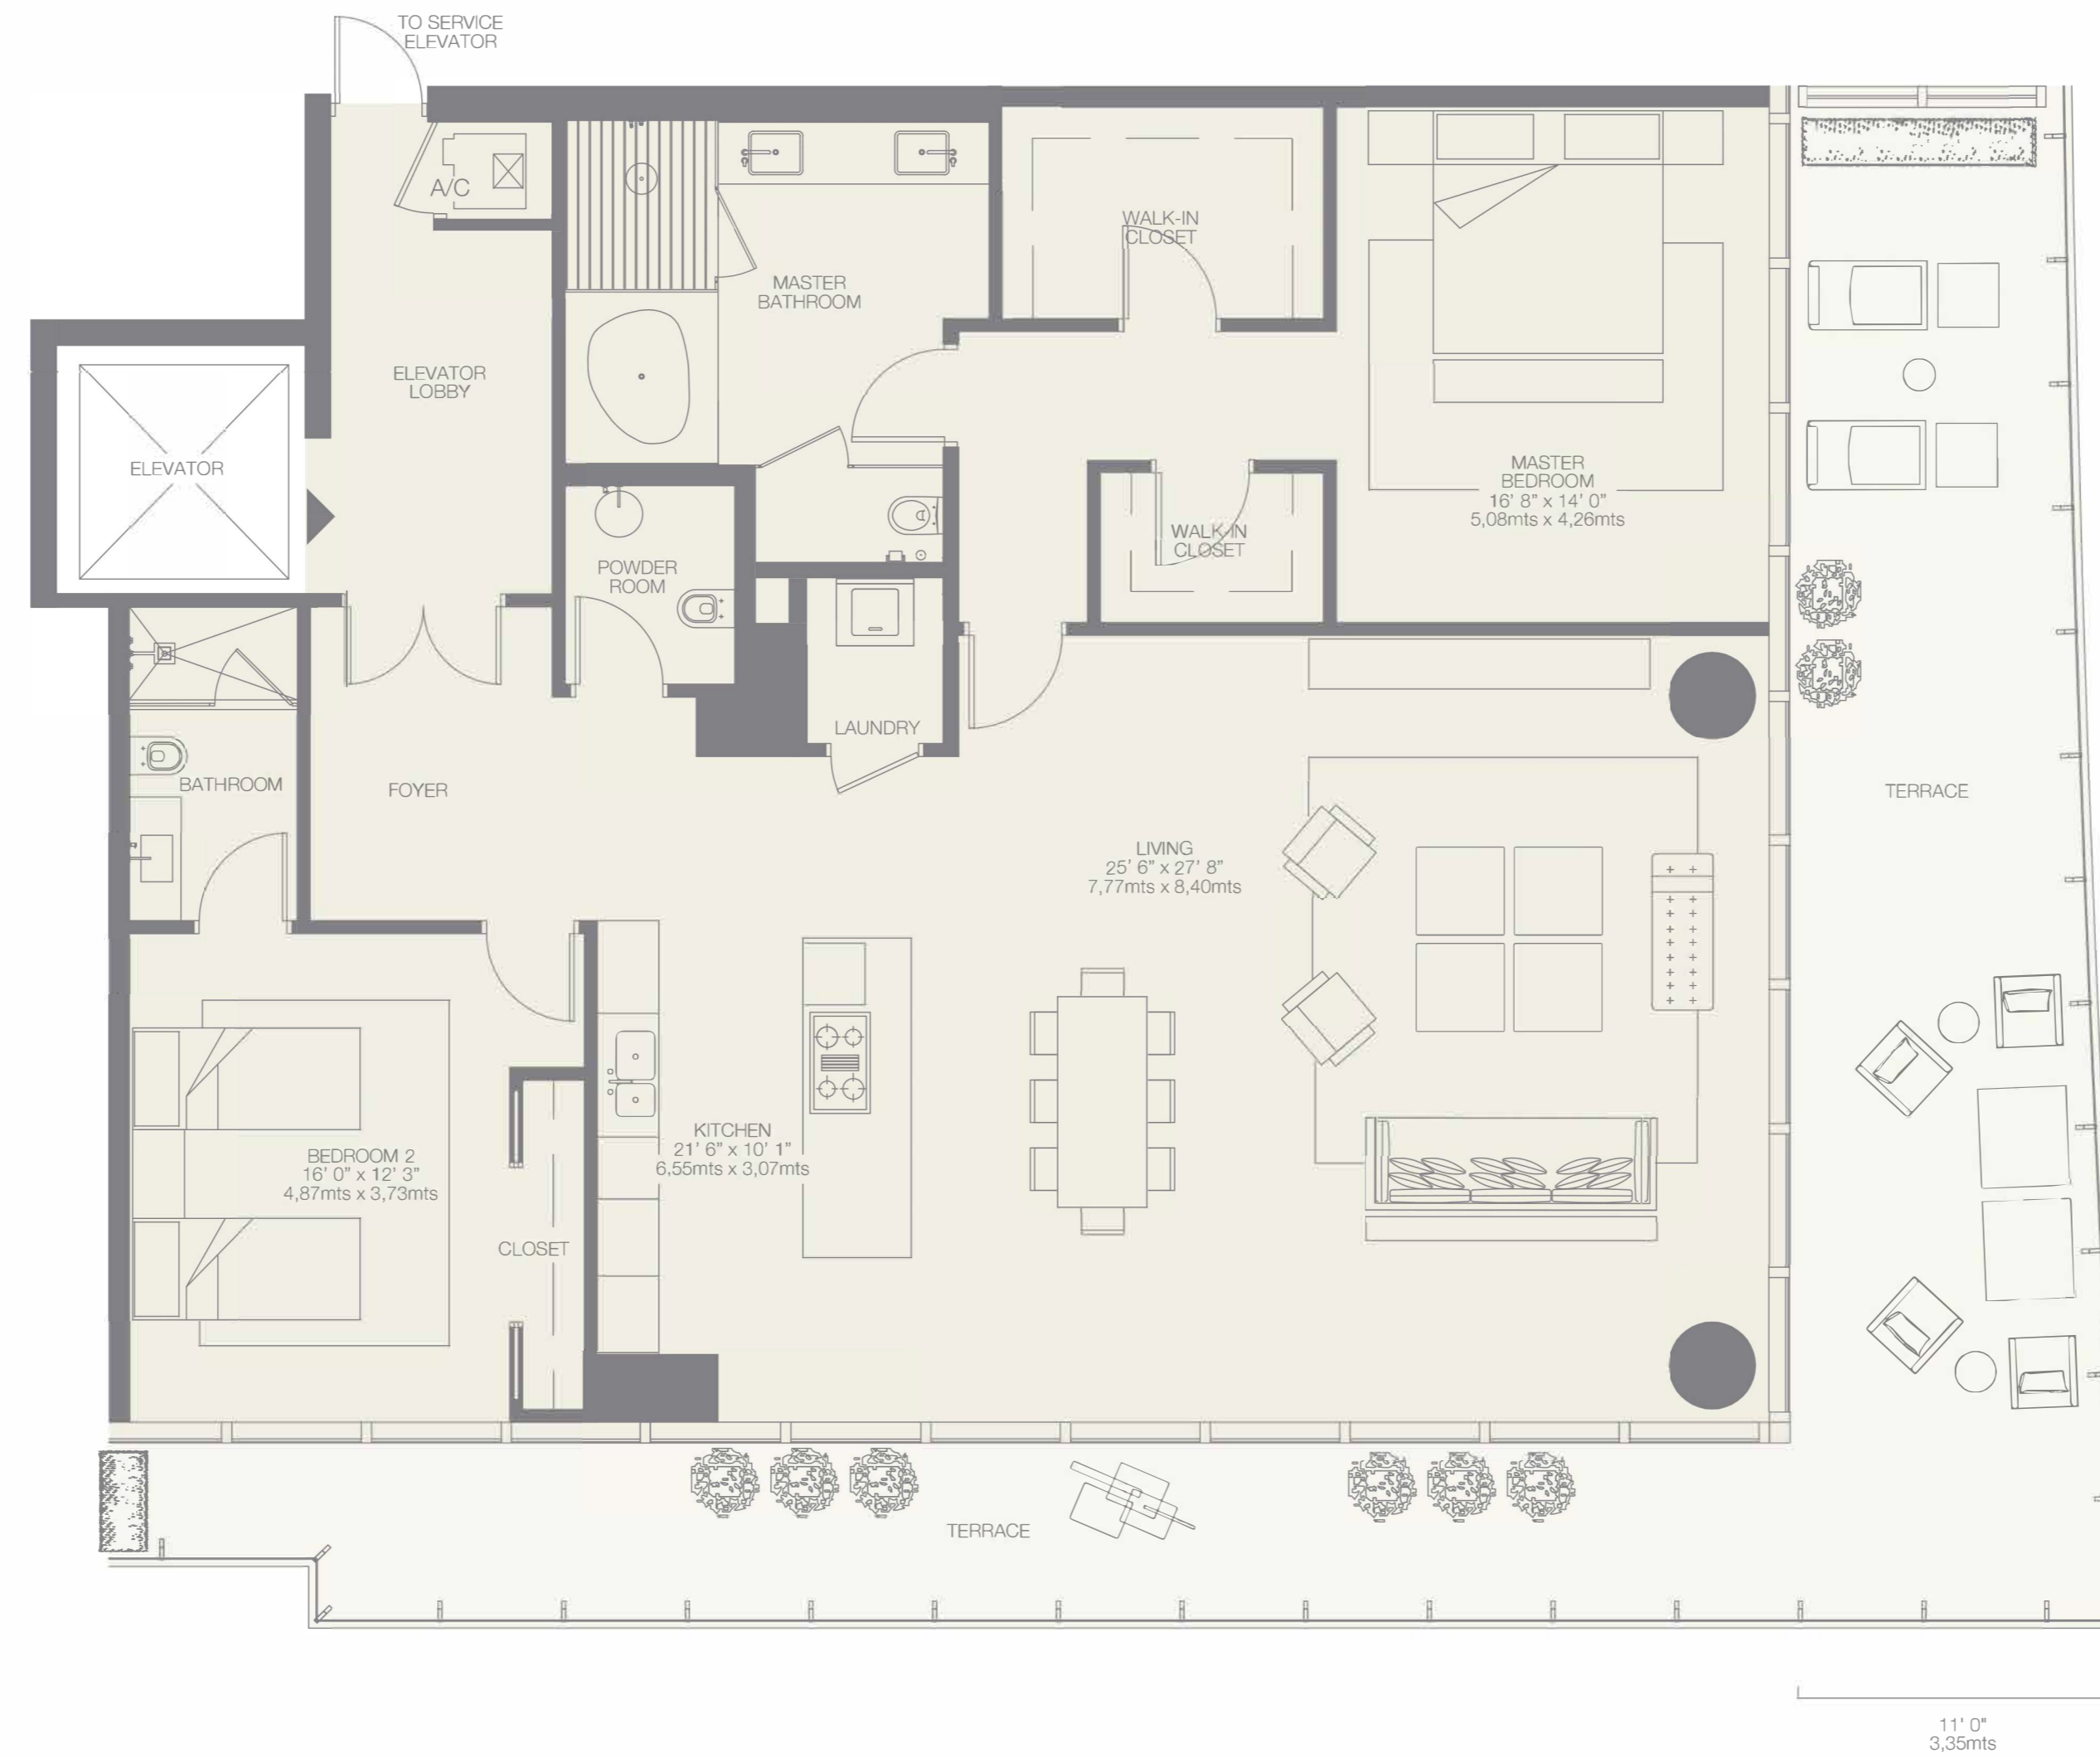 TO SERVICE
ELEVATOR
A/C
MASTER
BATHROOM
WALK-IN
CLOSET
ELEVATOR
LOBBY
ELEVATOR
MASTER
BEDROOM
16' 8" x 14' 0"
5,08mts x 4,26mts
WALK-IN
CLOSET
POWDER
ROOM
LAUNDRY
BATHROOM
FOYER
TERRACE
LIVING
25' 6" x 27' 8"
7,77mts x 8,40mts
KITCHEN
21' 6" x 10' 1"
6,55mts x 3,07mts
BEDROOM 2
16' 0" x 12' 3"
4,87mts x 3,73mts
CLOSET
TERRACE
11' 0"
3,35mts